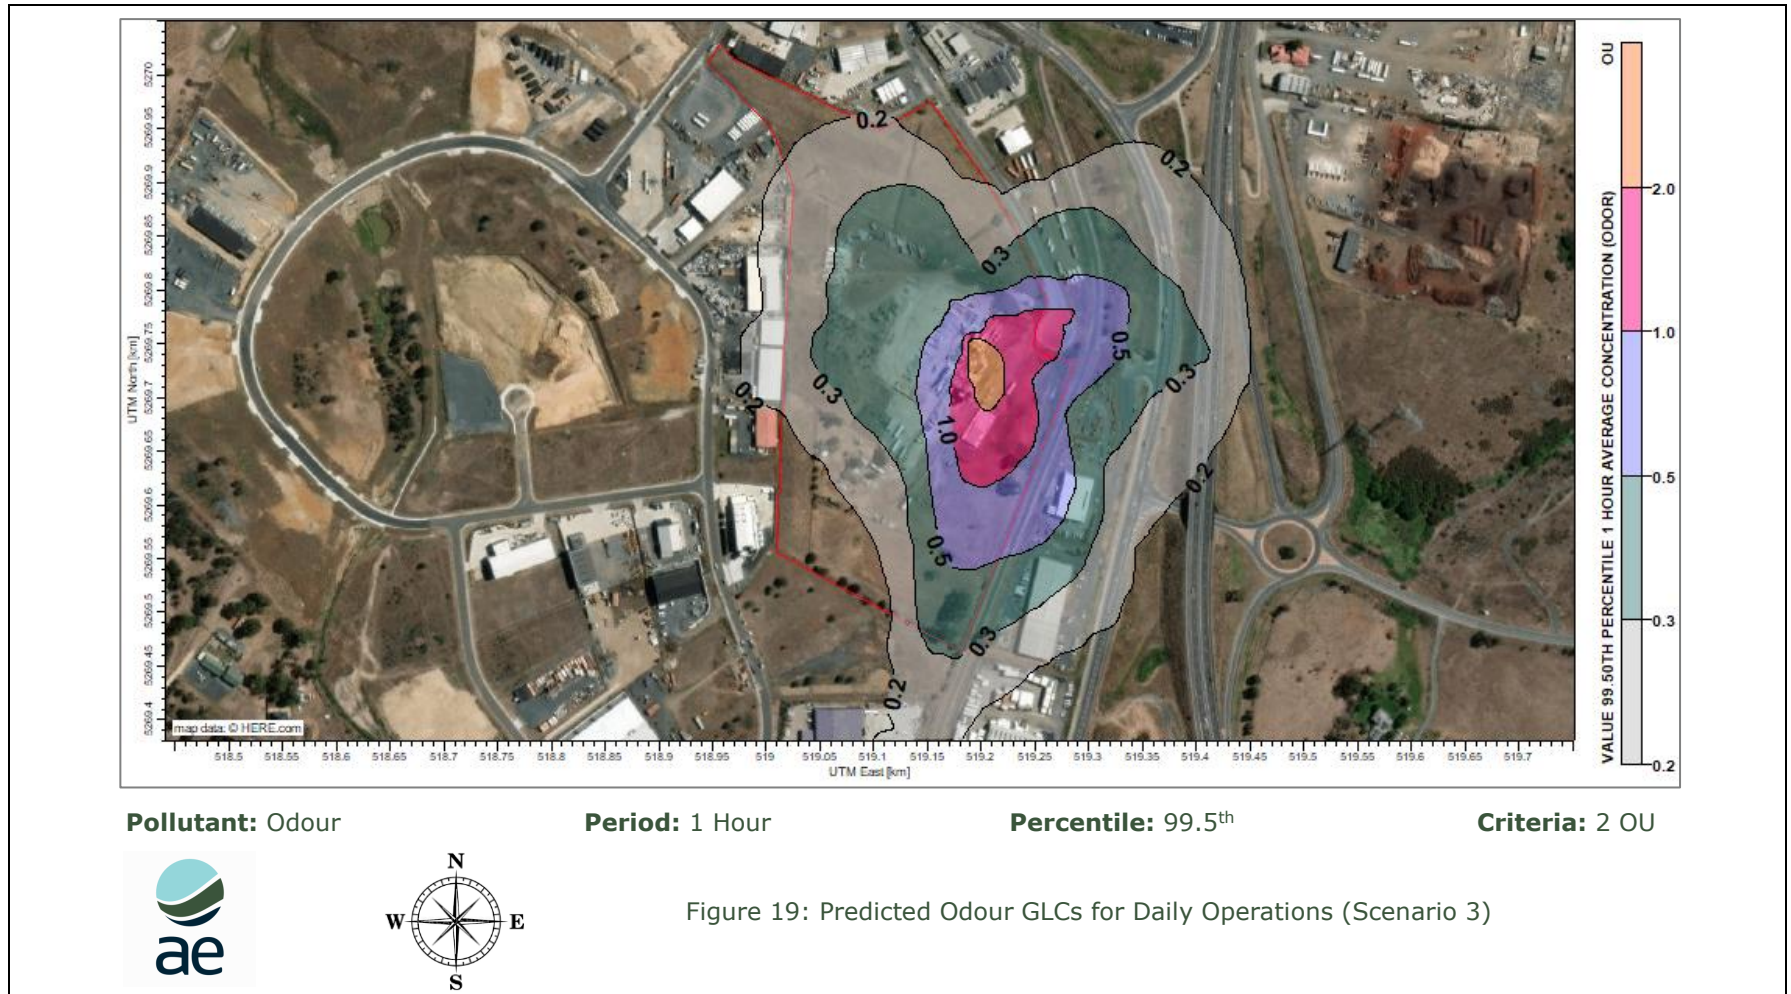 OU
2.0
1.0
0.5
0.3
0.2
VALUE 99.50TH PERCENTILE 1 HOUR AVERAGE CONCENTRATION (ODOR)
UTM North [km]
5270
5269.95
5269.9
5269.85
5269.8
5269.75
5269.7
5269.65
5269.6
5269.55
5269.5
5269.45
5269.4
0.2
0.2
0.3
0.5
0.3
0.3
0.2
1.0
0.2
0.5
0.3
0.2
map data: © HERE.com
518.5 518.55 518.6 518.65 518.7 518.75 518.8 518.85 518.9 518.95 519 519.05 519.1 519.15 519.2 519.25 519.3 519.35 519.4 519.45 519.5 519.55 519.6 519.65 519.7
UTM East [km]
Pollutant: Odour Period: 1 Hour Percentile: 99.5th Criteria: 2 OU
ae
N
W E
S
Figure 19: Predicted Odour GLCs for Daily Operations (Scenario 3)